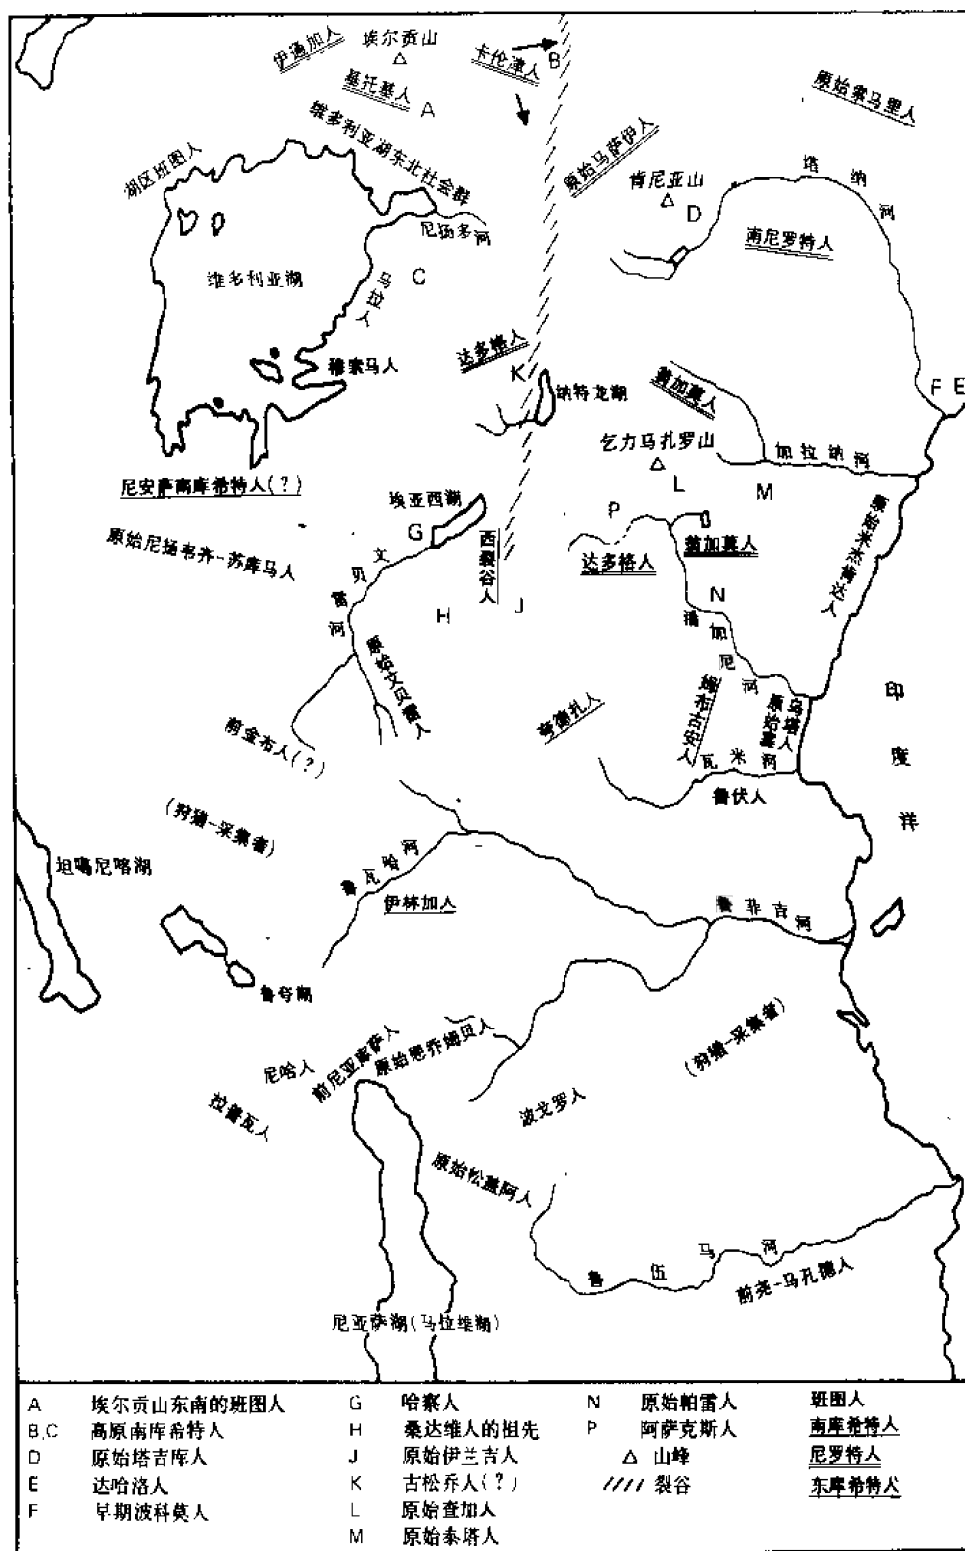 伊通加人
埃尔贡山
卡伦津人
B
基托基人
A
原始索马里人
维多利亚湖东北社会群
湖区班图人
原始马萨伊人
肯尼亚山
D
塔纳河
尼扬多河
南尼罗特人
维多利亚湖
马拉人
C
达多格人
穆索马人
K
纳特龙湖
翁加莫人
F E
乞力马扎罗山
加拉纳河
尼安萨南库希特人(?)
埃亚西湖
L
M
G
P
原始尼扬韦齐-苏库马人
西裂谷人
达多格人
翁加莫人
原始米杰肯达人
文贝雷河
H
J
N
潘加尼河
原始文贝雷人
夸德扎人
姆布古安人
原始塞乌塔人
印度洋
前金布人(?)
瓦米河
鲁伏人
(狩猎-采集者)
坦噶尼喀湖
鲁瓦哈河
伊林加人
鲁菲吉河
鲁夸湖
(狩猎-采集者)
尼哈人
前尼亚库萨人
原始恩乔姆贝人
拉普瓦人
波戈罗人
原始松盖阿人
鲁伍马河
前尧-马孔德人
尼亚萨湖(马拉维湖)
A 埃尔贡山东南的班图人 G 哈察人 N 原始帕雷人 班图人
B,C 高原南库希特人 H 桑达维人的祖先 P 阿萨克斯人 南库希特人
D 原始塔吉库人 J 原始伊兰吉人 △ 山峰 尼罗特人
E 达哈洛人 K 古松乔人(?) //// 裂谷 东库希特人
F 早期波科莫人 L 原始查加人
M 原始泰塔人